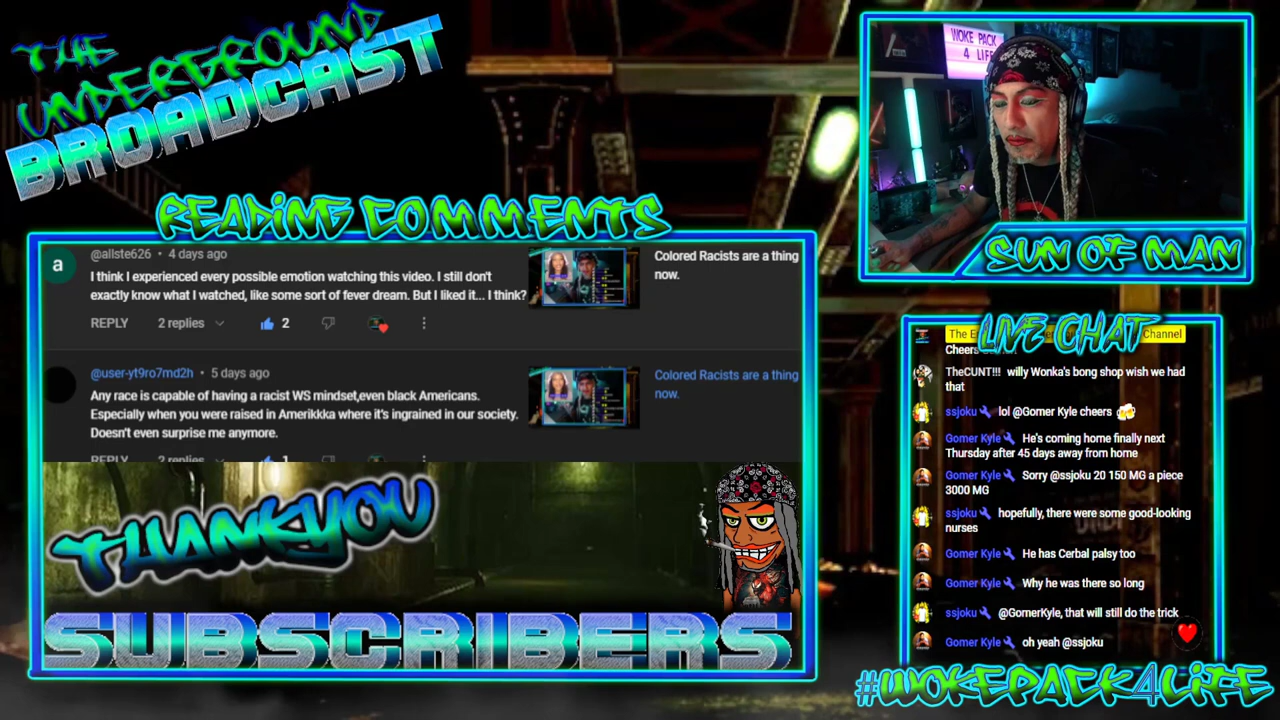 THE
UNDERGROUND
BROADCAST
READING COMMENTS
a
@allste626 • 4 days ago
I think I experienced every possible emotion watching this video. I still don't
exactly know what I watched, like some sort of fever dream. But I liked it... I think?
REPLY 2 replies 2
Colored Racists are a thing
now.
@user-yt9ro7md2h • 5 days ago
Any race is capable of having a racist WS mindset,even black Americans.
Especially when you were raised in Amerikkka where it's ingrained in our society.
Doesn't even surprise me anymore.
REPLY 2 replies 1
Colored Racists are a thing
now.
THANKYOU
SUBSCRIBERS
WOKE PACK
4 LIFE
SUN OF MAN
LIVE CHAT
The Channel
Cheers
TheCUNT!!! willy Wonka's bong shop wish we had
that
ssjoku lol @Gomer Kyle cheers
Gomer Kyle He's coming home finally next
Thursday after 45 days away from home
Gomer Kyle Sorry @ssjoku 20 150 MG a piece
3000 MG
ssjoku hopefully, there were some good-looking
nurses
Gomer Kyle He has Cerbal palsy too
Gomer Kyle Why he was there so long
ssjoku @GomerKyle, that will still do the trick
Gomer Kyle oh yeah @ssjoku
#WOKEPACK4LIFE